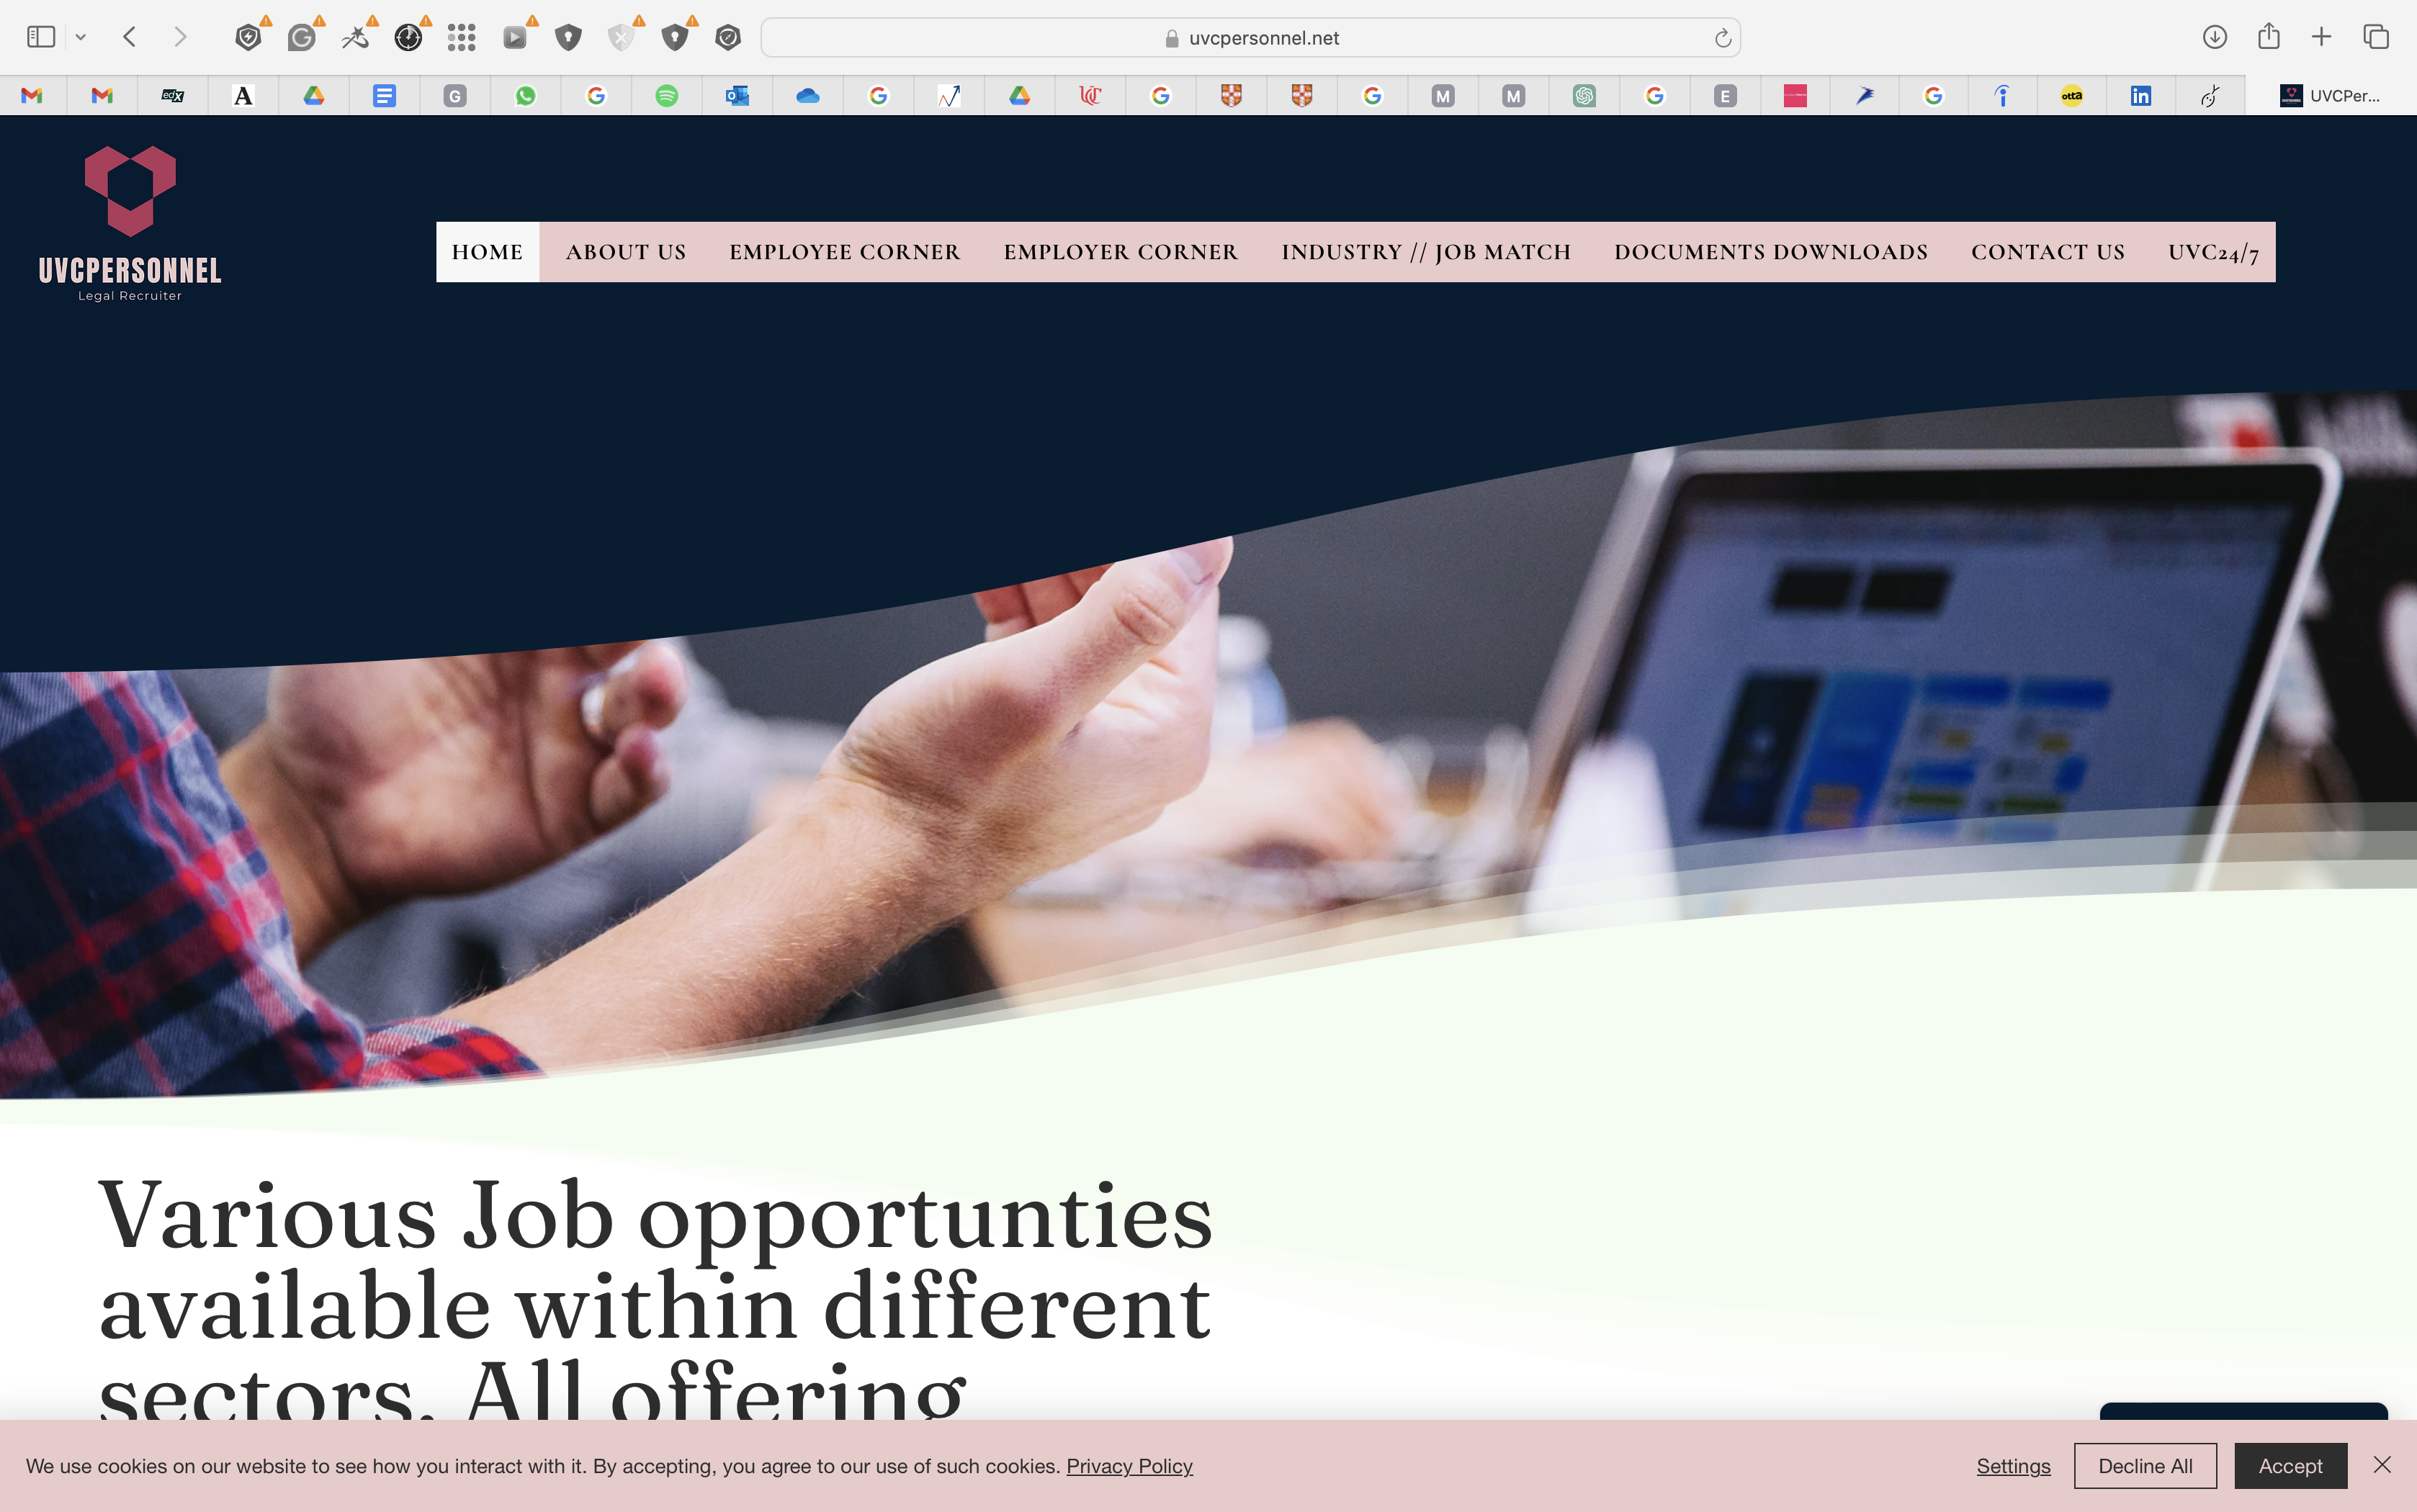 uvcpersonnel.net
UVCPer...
UVCPERSONNEL
Legal Recruiter
HOME ABOUT US EMPLOYEE CORNER EMPLOYER CORNER INDUSTRY // JOB MATCH DOCUMENTS DOWNLOADS CONTACT US UVC24/7
Various Job opportunties
available within different
sectors. All offering
We use cookies on our website to see how you interact with it. By accepting, you agree to our use of such cookies. Privacy Policy
Settings Decline All Accept